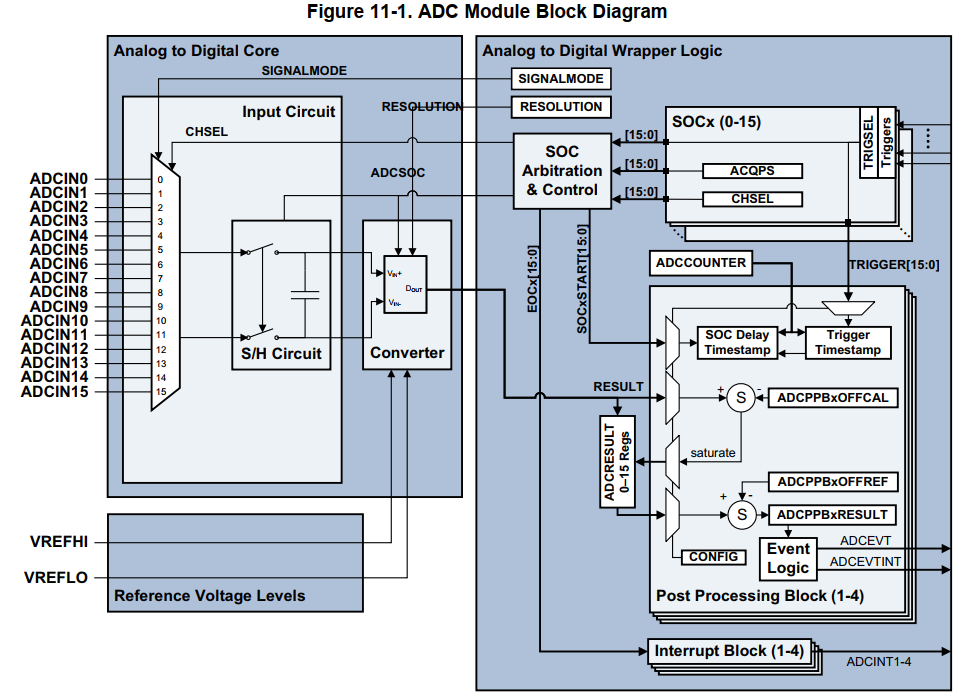 Figure 11-1. ADC Module Block Diagram
Analog to Digital Core
Analog to Digital Wrapper Logic
SIGNALMODE
SIGNALMODE
RESOLUTION
RESOLUTION
Input Circuit
CHSEL
SOC
Arbitration
& Control
ADCSOC
[15:0]
[15:0]
[15:0]
SOCx (0-15)
ACQPS
CHSEL
TRIGSEL
Triggers
ADCIN0
ADCIN1
ADCIN2
ADCIN3
ADCIN4
ADCIN5
ADCIN6
ADCIN7
ADCIN8
ADCIN9
ADCIN10
ADCIN11
ADCIN12
ADCIN13
ADCIN14
ADCIN15
0
1
2
3
4
5
6
7
8
9
10
11
12
13
14
15
S/H Circuit
VIN+
DOUT
VIN-
Converter
EOCx[15:0]
SOCxSTART[15:0]
ADCCOUNTER
TRIGGER[15:0]
SOC Delay
Timestamp
Trigger
Timestamp
RESULT
+
S
-
ADCPPBxOFFCAL
saturate
ADCRESULT
0–15 Regs
ADCPPBxOFFREF
+
-
S
ADCPPBxRESULT
CONFIG
Event
Logic
ADCEVT
ADCEVTINT
Post Processing Block (1-4)
VREFHI
VREFLO
Reference Voltage Levels
Interrupt Block (1-4)
ADCINT1-4